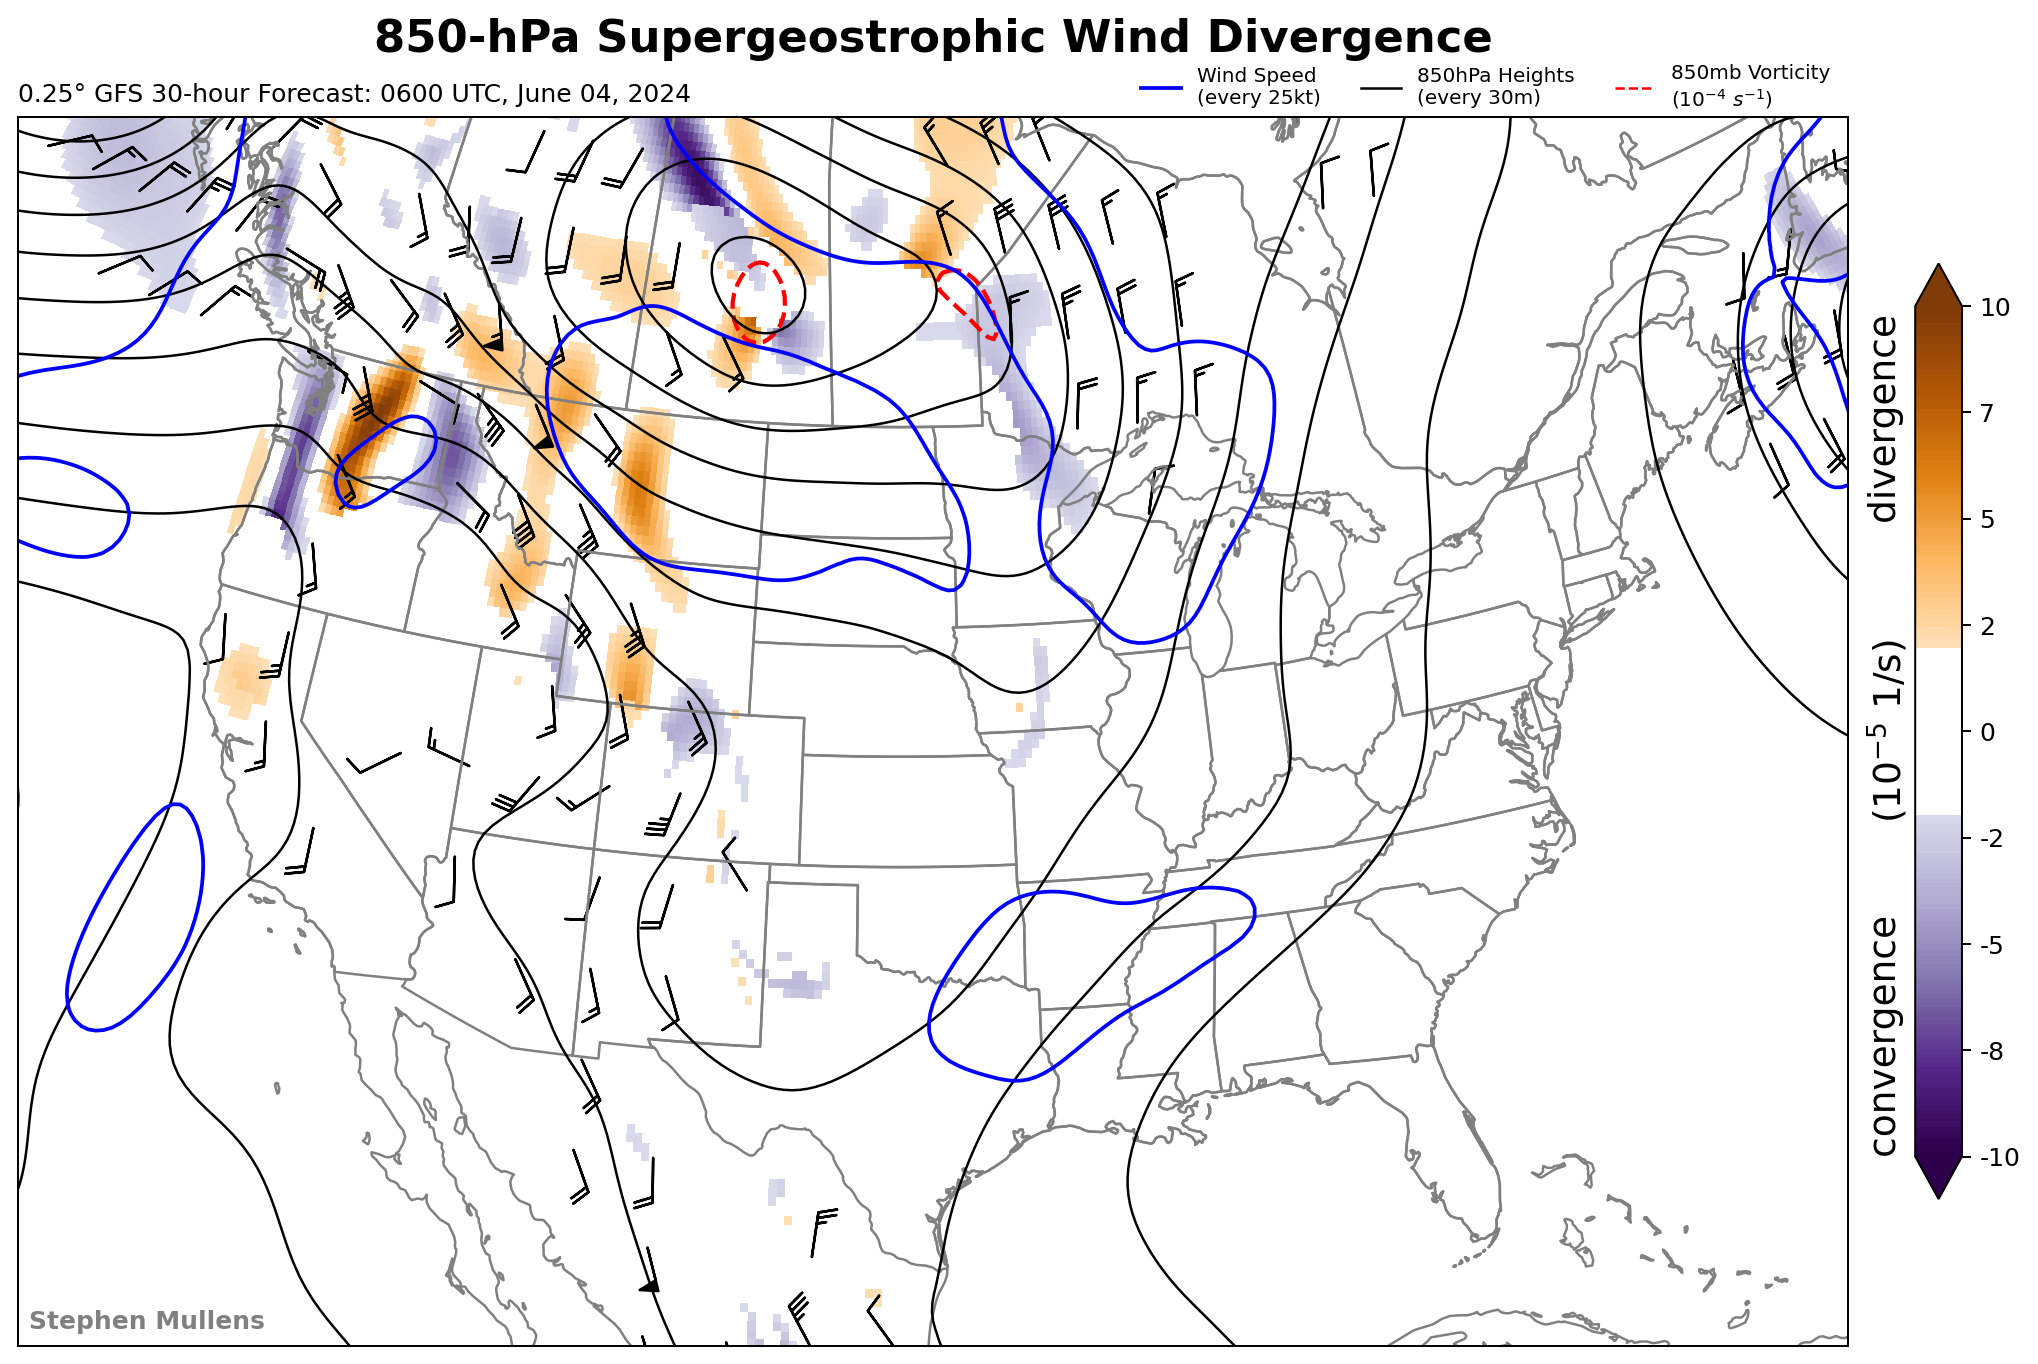 850-hPa Supergeostrophic Wind Divergence
0.25° GFS 30-hour Forecast: 0600 UTC, June 04, 2024
Wind Speed
(every 25kt)
850hPa Heights
(every 30m)
850mb Vorticity
(10⁻⁴ s⁻¹)
10
7
5
2
0
-2
-5
-8
-10
convergence (10⁻⁵ 1/s) divergence
Stephen Mullens